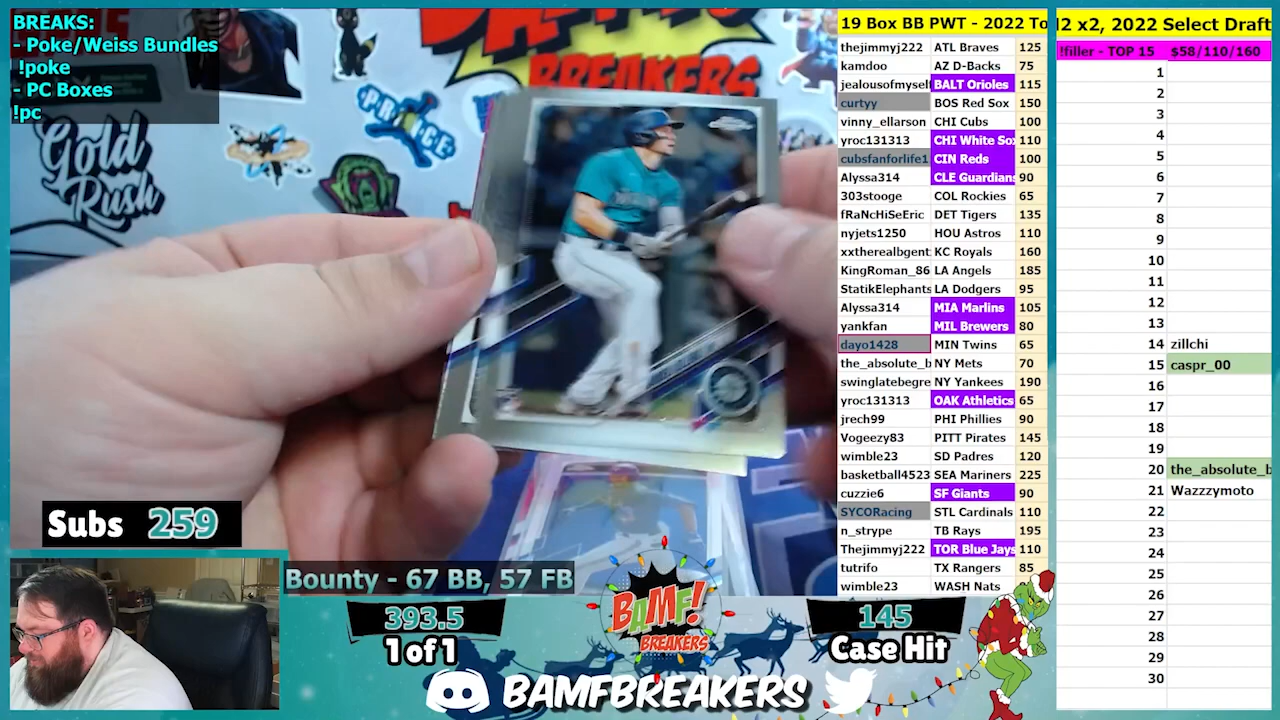 BREAKS:
- Poke/Weiss Bundles
!poke
- PC Boxes
!pc
BREAKERS
PRINCE
Gold
Rush
19 Box BB PWT - 2022 To
thejimmyj222 ATL Braves 125
kamdoo AZ D-Backs 75
jealousofmysel BALT Orioles 115
curtyy BOS Red Sox 150
vinny_ellarson CHI Cubs 100
yroc131313 CHI White So 110
cubsfanforlife1 CIN Reds 100
Alyssa314 CLE Guardians 90
303stooge COL Rockies 65
fRaNcHiSeEric DET Tigers 135
nyjets1250 HOU Astros 110
xxtherealbgent KC Royals 160
KingRoman_86 LA Angels 185
StatikElephants LA Dodgers 95
Alyssa314 MIA Marlins 105
yankfan MIL Brewers 80
dayo1428 MIN Twins 65
the_absolute_b NY Mets 70
swinglatebegre NY Yankees 190
yroc131313 OAK Athletics 65
jrech99 PHI Phillies 90
Vogeezy83 PITT Pirates 145
wimble23 SD Padres 120
basketball4523 SEA Mariners 225
cuzzie6 SF Giants 90
SYCORacing STL Cardinals 110
n_strype TB Rays 195
Thejimmyj222 TOR Blue Jays 110
tutrifo TX Rangers 85
wimble23 WASH Nats
I2 x2, 2022 Select Draft
!filler - TOP 15 $58/110/160
1
2
3
4
5
6
7
8
9
10
11
12
13
14 zillchi
15 caspr_00
16
17
18
19
20 the_absolute_b
21 Wazzzymoto
22
23
24
25
26
27
28
29
30
Subs 259
Bounty - 67 BB, 57 FB
393.5
1 of 1
BAMF!
BREAKERS
145
Case Hit
BAMFBREAKERS